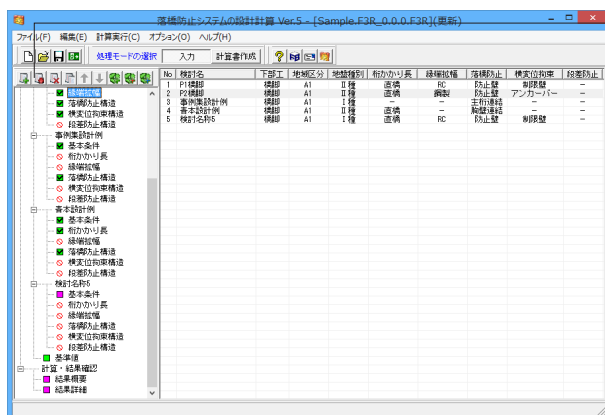 落橋防止システムの設計計算 Ver.5 - [Sample.F3R_0.0.0.F3R](更新)
ファイル(F) 編集(E) 計算実行(C) オプション(O) ヘルプ(H)
処理モードの選択 入力 計算書作成
No 検討名 下部工 地域区分 地盤種別 桁かかり長 縁端拡幅 落橋防止 横変位拘束 段差防止
1 P1橋脚 橋脚 A1 Ⅱ種 直橋 RC 防止壁 制限壁 －
2 P2橋脚 橋脚 A1 Ⅱ種 直橋 鋼製 防止壁 アンカーバー －
3 事例集設計例 橋脚 A1 Ⅰ種 － － 主桁連結 － －
4 青本設計例 橋脚 A1 Ⅰ種 直橋 － 胸壁連結 － －
5 検討名称5 橋脚 A1 Ⅰ種 直橋 RC 防止壁 制限壁 －
縁端拡幅
落橋防止構造
横変位拘束構造
段差防止構造
事例集設計例
基本条件
桁かかり長
縁端拡幅
落橋防止構造
横変位拘束構造
段差防止構造
青本設計例
基本条件
桁かかり長
縁端拡幅
落橋防止構造
横変位拘束構造
段差防止構造
検討名称5
基本条件
桁かかり長
縁端拡幅
落橋防止構造
横変位拘束構造
段差防止構造
基準値
計算・結果確認
結果概要
結果詳細